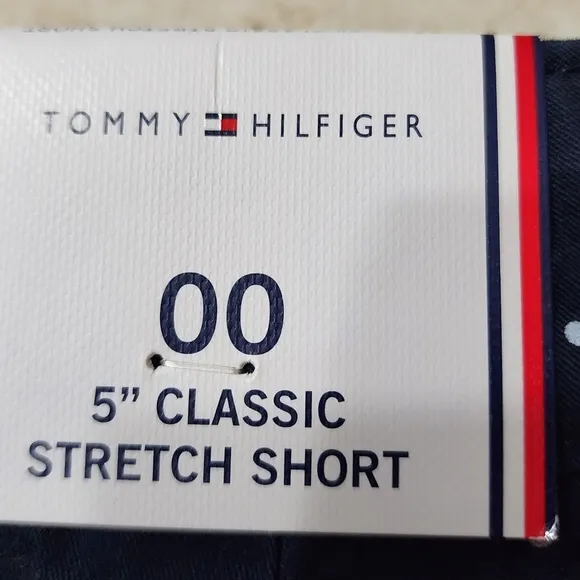 TOMMY HILFIGER
00
5” CLASSIC
STRETCH SHORT